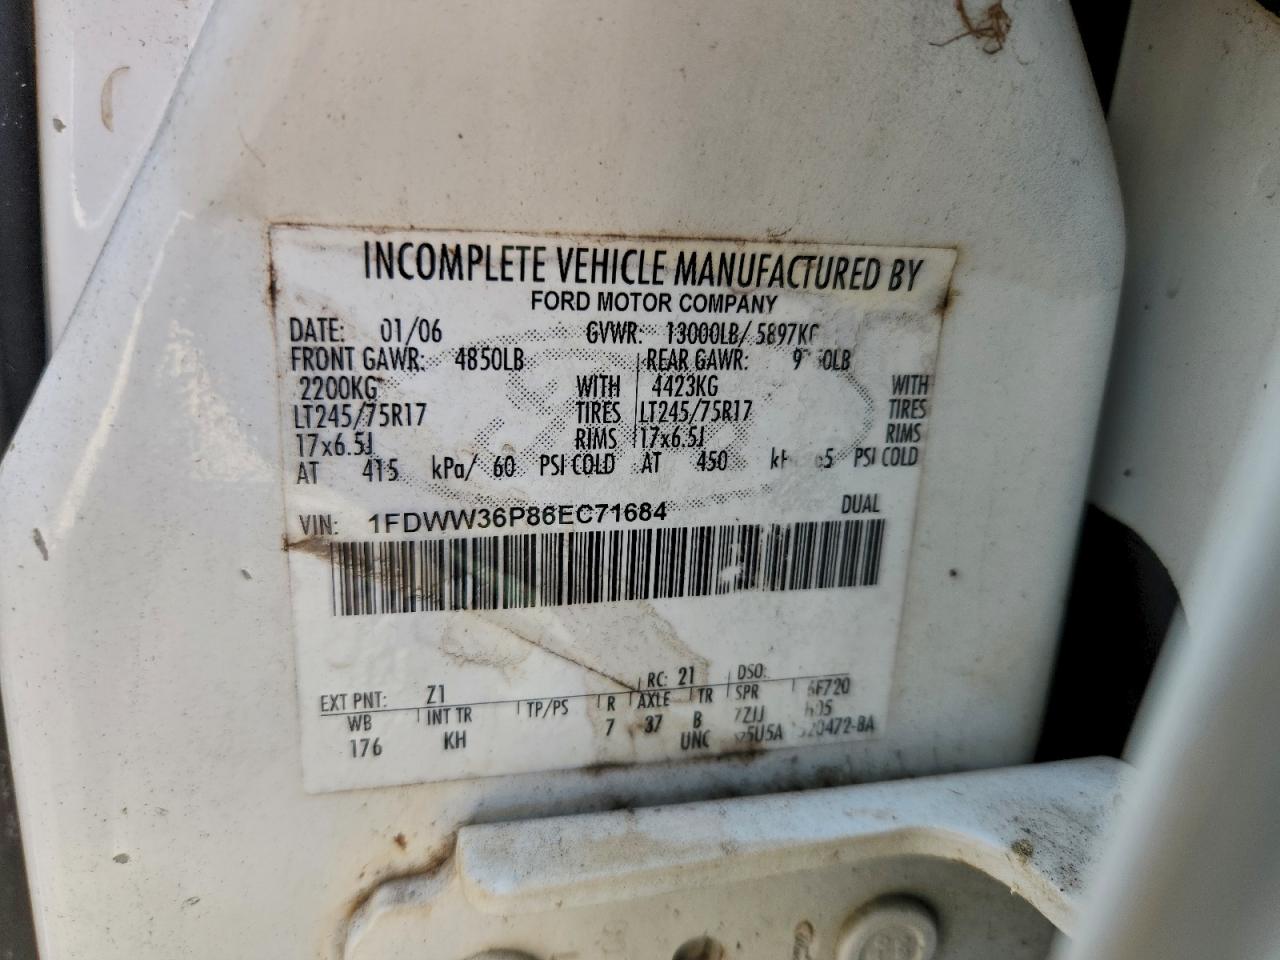 INCOMPLETE VEHICLE MANUFACTURED BY
FORD MOTOR COMPANY
DATE: 01/06 GVWR: 13000LB/ 5897KG
FRONT GAWR: 4850LB REAR GAWR:
2200KG WITH 4423KG WITH
LT245/75R17 TIRES LT245/75R17 TIRES
17x6.5J RIMS 17x6.5J RIMS
AT 415 kPa/ 60 PSI COLD AT 450 PSI COLD
VIN: 1FDWW36P86EC71684 DUAL
RC: 21 DSO:
EXT PNT: Z1 R AXLE TR SPR
WB INT TR TP/PS 7 37 B
176 KH UNC